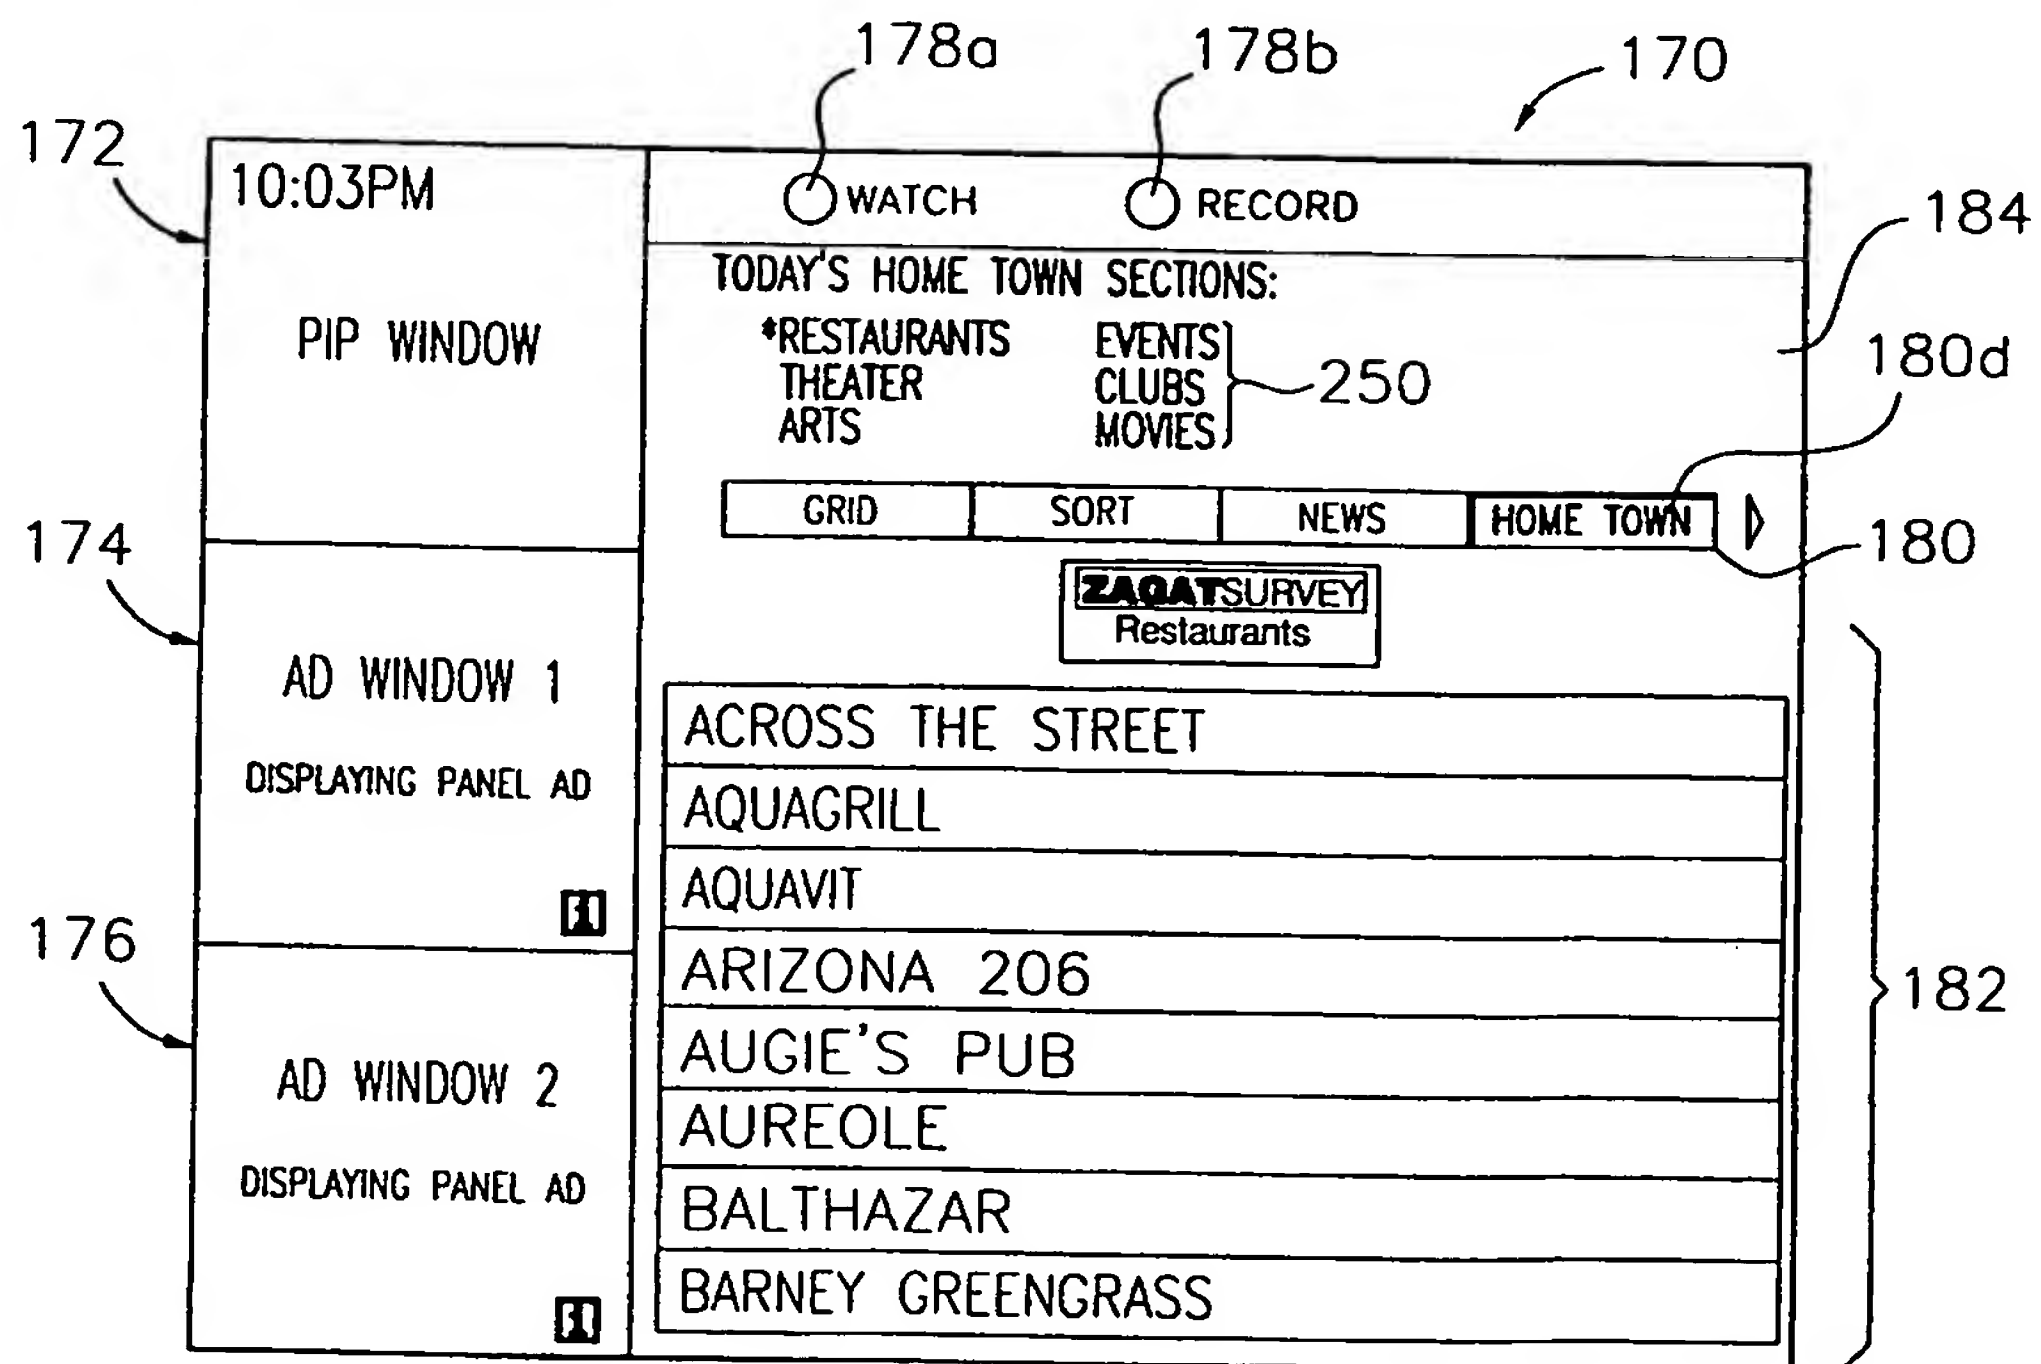 178a
178b
170
172
10:03PM
WATCH
RECORD
184
TODAY'S HOME TOWN SECTIONS:
PIP WINDOW
*RESTAURANTS EVENTS
THEATER CLUBS
ARTS MOVIES
250
180d
GRID SORT NEWS HOME TOWN
180
174
ZAGATSURVEY
Restaurants
AD WINDOW 1
DISPLAYING PANEL AD
i
ACROSS THE STREET
AQUAGRILL
AQUAVIT
ARIZONA 206
AUGIE'S PUB
AUREOLE
BALTHAZAR
BARNEY GREENGRASS
182
176
AD WINDOW 2
DISPLAYING PANEL AD
i